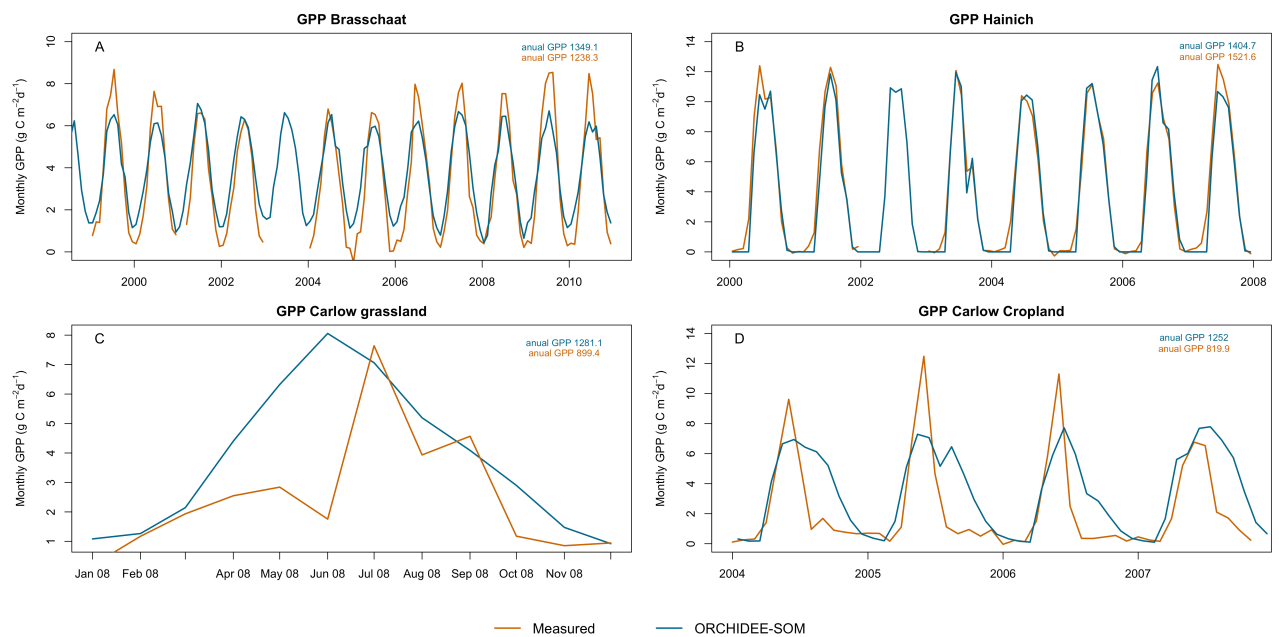 GPP Brasschaat
A
anual GPP 1349.1
anual GPP 1238.3
Monthly GPP (g C m−2d−1)
10
8
6
4
2
0
2000 2002 2004 2006 2008 2010
GPP Hainich
B
anual GPP 1404.7
anual GPP 1521.6
Monthly GPP (g C m−2d−1)
14
12
10
8
6
4
2
0
2000 2002 2004 2006 2008
GPP Carlow grassland
C
anual GPP 1281.1
anual GPP 899.4
Monthly GPP (g C m−2d−1)
8
7
6
5
4
3
2
1
Jan 08 Feb 08 Apr 08 May 08 Jun 08 Jul 08 Aug 08 Sep 08 Oct 08 Nov 08
GPP Carlow Cropland
D
anual GPP 1252
anual GPP 819.9
Monthly GPP (g C m−2d−1)
14
12
10
8
6
4
2
0
2004 2005 2006 2007
Measured ORCHIDEE-SOM